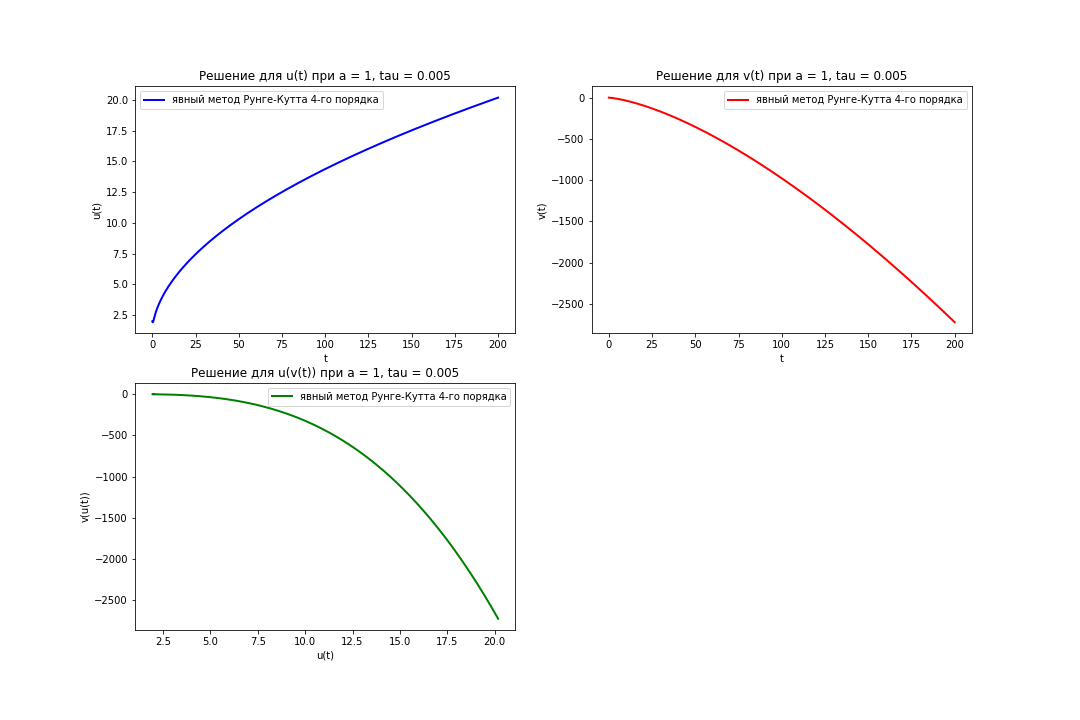 Решение для u(t) при a = 1, tau = 0.005
явный метод Рунге-Кутта 4-го порядка
u(t)
20.0
17.5
15.0
12.5
10.0
7.5
5.0
2.5
0 25 50 75 100 125 150 175 200
t
Решение для v(t) при a = 1, tau = 0.005
явный метод Рунге-Кутта 4-го порядка
v(t)
0
−500
−1000
−1500
−2000
−2500
0 25 50 75 100 125 150 175 200
t
Решение для u(v(t)) при a = 1, tau = 0.005
явный метод Рунге-Кутта 4-го порядка
v(u(t))
0
−500
−1000
−1500
−2000
−2500
2.5 5.0 7.5 10.0 12.5 15.0 17.5 20.0
u(t)